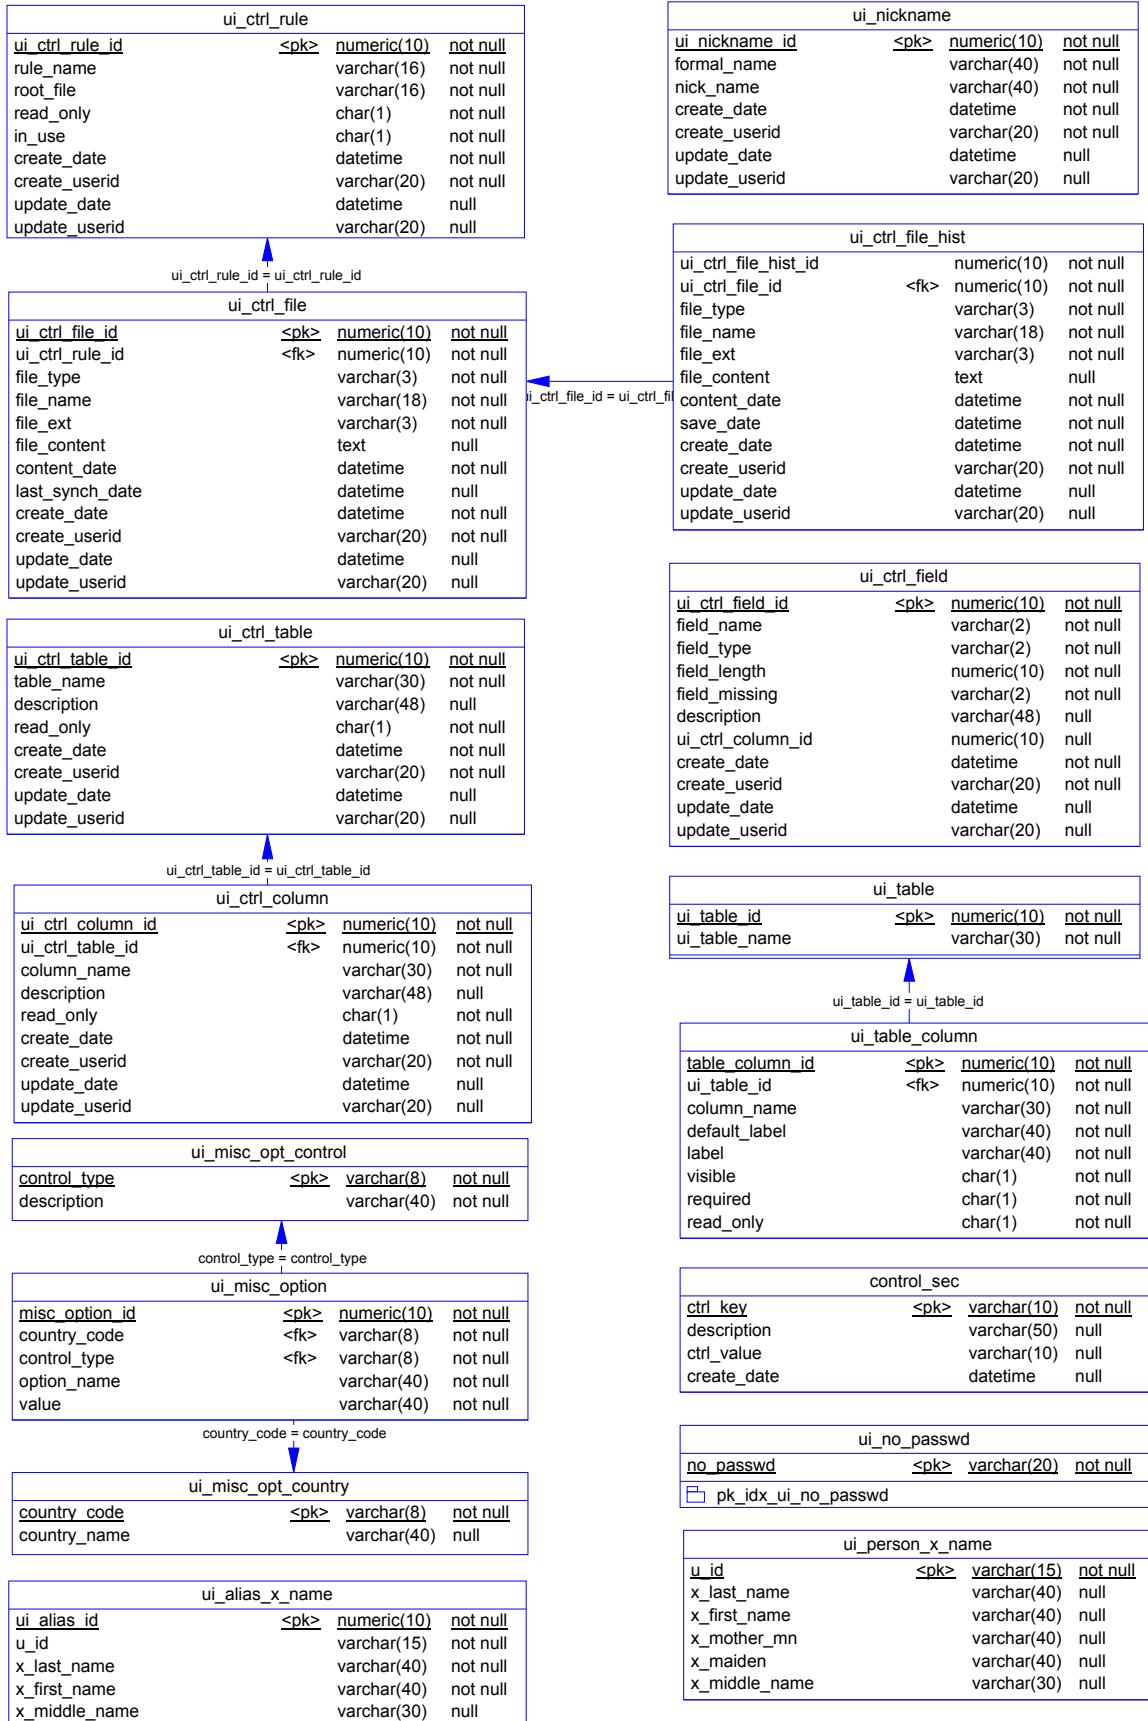 ui_ctrl_rule
ui_ctrl_rule_id <pk> numeric(10) not null
rule_name varchar(16) not null
root_file varchar(16) not null
read_only char(1) not null
in_use char(1) not null
create_date datetime not null
create_userid varchar(20) not null
update_date datetime null
update_userid varchar(20) null
ui_ctrl_rule_id = ui_ctrl_rule_id
ui_ctrl_file
ui_ctrl_file_id <pk> numeric(10) not null
ui_ctrl_rule_id <fk> numeric(10) not null
file_type varchar(3) not null
file_name varchar(18) not null
file_ext varchar(3) not null
file_content text null
content_date datetime not null
last_synch_date datetime null
create_date datetime not null
create_userid varchar(20) not null
update_date datetime null
update_userid varchar(20) null
ui_ctrl_table
ui_ctrl_table_id <pk> numeric(10) not null
table_name varchar(30) not null
description varchar(48) null
read_only char(1) not null
create_date datetime not null
create_userid varchar(20) not null
update_date datetime null
update_userid varchar(20) null
ui_ctrl_table_id = ui_ctrl_table_id
ui_ctrl_column
ui_ctrl_column_id <pk> numeric(10) not null
ui_ctrl_table_id <fk> numeric(10) not null
column_name varchar(30) not null
description varchar(48) null
read_only char(1) not null
create_date datetime not null
create_userid varchar(20) not null
update_date datetime null
update_userid varchar(20) null
ui_misc_opt_control
control_type <pk> varchar(8) not null
description varchar(40) not null
control_type = control_type
ui_misc_option
misc_option_id <pk> numeric(10) not null
country_code <fk> varchar(8) not null
control_type <fk> varchar(8) not null
option_name varchar(40) not null
value varchar(40) not null
country_code = country_code
ui_misc_opt_country
country_code <pk> varchar(8) not null
country_name varchar(40) null
ui_alias_x_name
ui_alias_id <pk> numeric(10) not null
u_id varchar(15) not null
x_last_name varchar(40) not null
x_first_name varchar(40) not null
x_middle_name varchar(30) null
ui_nickname
ui_nickname_id <pk> numeric(10) not null
formal_name varchar(40) not null
nick_name varchar(40) not null
create_date datetime not null
create_userid varchar(20) not null
update_date datetime null
update_userid varchar(20) null
ui_ctrl_file_hist
ui_ctrl_file_hist_id numeric(10) not null
ui_ctrl_file_id <fk> numeric(10) not null
file_type varchar(3) not null
file_name varchar(18) not null
file_ext varchar(3) not null
file_content text null
content_date datetime not null
save_date datetime not null
create_date datetime not null
create_userid varchar(20) not null
update_date datetime null
update_userid varchar(20) null
i_ctrl_file_id = ui_ctrl_fil
ui_ctrl_field
ui_ctrl_field_id <pk> numeric(10) not null
field_name varchar(2) not null
field_type varchar(2) not null
field_length numeric(10) not null
field_missing varchar(2) not null
description varchar(48) null
ui_ctrl_column_id numeric(10) null
create_date datetime not null
create_userid varchar(20) not null
update_date datetime null
update_userid varchar(20) null
ui_table
ui_table_id <pk> numeric(10) not null
ui_table_name varchar(30) not null
ui_table_id = ui_table_id
ui_table_column
table_column_id <pk> numeric(10) not null
ui_table_id <fk> numeric(10) not null
column_name varchar(30) not null
default_label varchar(40) not null
label varchar(40) not null
visible char(1) not null
required char(1) not null
read_only char(1) not null
control_sec
ctrl_key <pk> varchar(10) not null
description varchar(50) null
ctrl_value varchar(10) null
create_date datetime null
ui_no_passwd
no_passwd <pk> varchar(20) not null
pk_idx_ui_no_passwd
ui_person_x_name
u_id <pk> varchar(15) not null
x_last_name varchar(40) null
x_first_name varchar(40) null
x_mother_mn varchar(40) null
x_maiden varchar(40) null
x_middle_name varchar(30) null